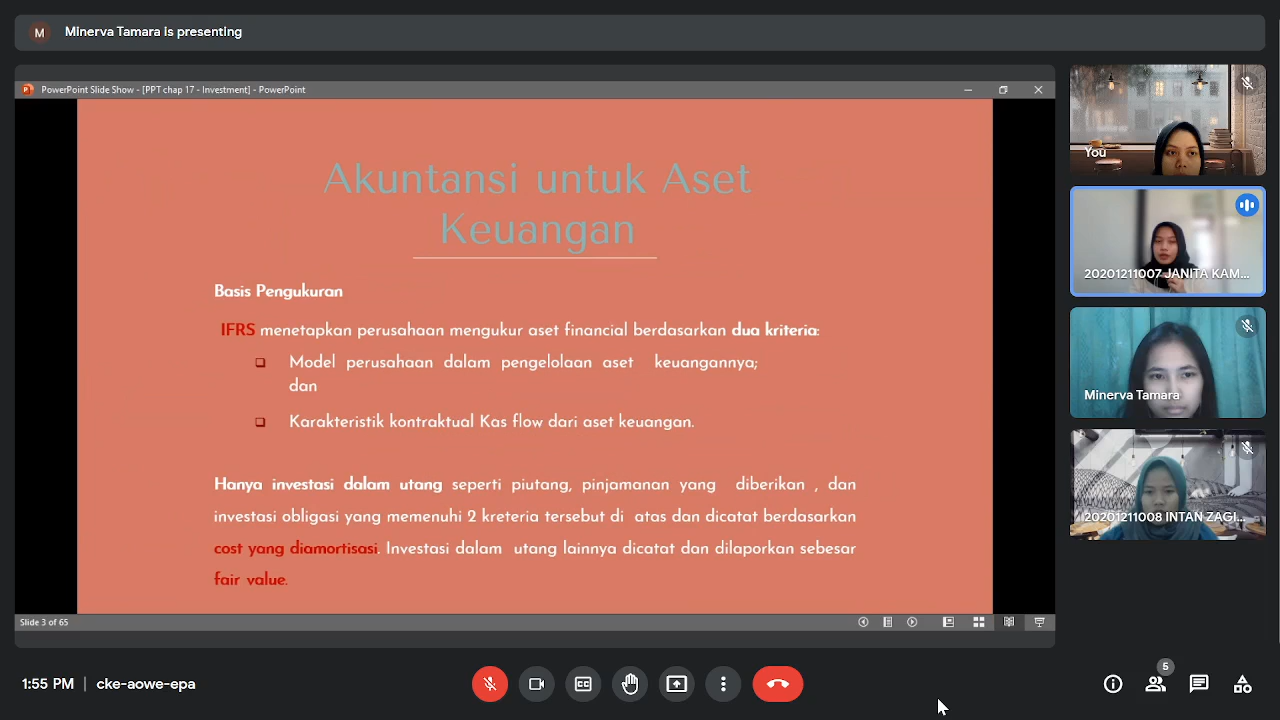 M Minerva Tamara is presenting
PowerPoint Slide Show - [PPT chap 17 - Investment] - PowerPoint
Akuntansi untuk Aset
Keuangan
Basis Pengukuran
IFRS menetapkan perusahaan mengukur aset financial berdasarkan dua kriteria:
Model perusahaan dalam pengelolaan aset keuangannya;
dan
Karakteristik kontraktual Kas flow dari aset keuangan.
Hanya investasi dalam utang seperti piutang, pinjamanan yang diberikan , dan
investasi obligasi yang memenuhi 2 kreteria tersebut di atas dan dicatat berdasarkan
cost yang diamortisasi. Investasi dalam utang lainnya dicatat dan dilaporkan sebesar
fair value.
Slide 3 of 65
You
20201211007 JANITA KAM...
Minerva Tamara
20201211008 INTAN ZAGI...
1:55 PM | cke-aowe-epa
5